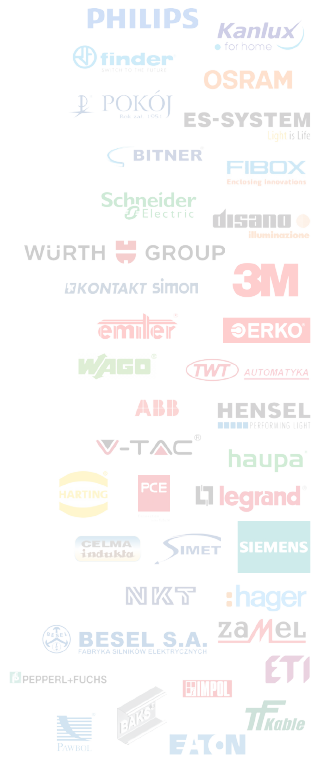 PHILIPS
Kanlux
for home
finder
OSRAM
POKÓJ
ES-SYSTEM
Light is Life
BITNER
FIBOX
Enclosing innovations
Schneider
Electric
disano
illuminazione
WÜRTH GROUP
3M
KONTAKT simon
emiter
ERKO
WAGO
TWT AUTOMATYKA
ABB
HENSEL
PERFORMING LIGHT
V-TAC
haupa
HARTING
PCE
legrand
CELMA
indukta
SIMET
SIEMENS
NKT
:hager
BESEL
BESEL S.A.
FABRYKA SILNIKÓW ELEKTRYCZNYCH
ZAMEL
ETI
PEPPERL+FUCHS
SIMPOL
BAKS
TF Kable
PAWBOL
EATON